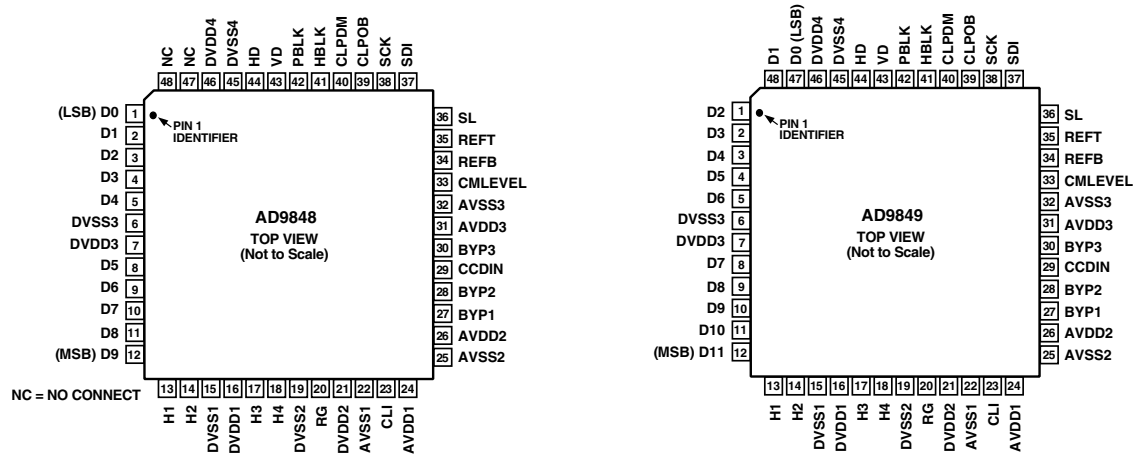 NC
NC
DVDD4
DVSS4
HD
VD
PBLK
HBLK
CLPDM
CLPOB
SCK
SDI
48 47 46 45 44 43 42 41 40 39 38 37
(LSB) D0 1
D1 2
D2 3
D3 4
D4 5
DVSS3 6
DVDD3 7
D5 8
D6 9
D7 10
D8 11
(MSB) D9 12
PIN 1
IDENTIFIER
AD9848
TOP VIEW
(Not to Scale)
36 SL
35 REFT
34 REFB
33 CMLEVEL
32 AVSS3
31 AVDD3
30 BYP3
29 CCDIN
28 BYP2
27 BYP1
26 AVDD2
25 AVSS2
13 14 15 16 17 18 19 20 21 22 23 24
H1
H2
DVSS1
DVDD1
H3
H4
DVSS2
RG
DVDD2
AVSS1
CLI
AVDD1
NC = NO CONNECT
D1
D0 (LSB)
DVDD4
DVSS4
HD
VD
PBLK
HBLK
CLPDM
CLPOB
SCK
SDI
48 47 46 45 44 43 42 41 40 39 38 37
D2 1
D3 2
D4 3
D5 4
D6 5
DVSS3 6
DVDD3 7
D7 8
D8 9
D9 10
D10 11
(MSB) D11 12
PIN 1
IDENTIFIER
AD9849
TOP VIEW
(Not to Scale)
36 SL
35 REFT
34 REFB
33 CMLEVEL
32 AVSS3
31 AVDD3
30 BYP3
29 CCDIN
28 BYP2
27 BYP1
26 AVDD2
25 AVSS2
13 14 15 16 17 18 19 20 21 22 23 24
H1
H2
DVSS1
DVDD1
H3
H4
DVSS2
RG
DVDD2
AVSS1
CLI
AVDD1